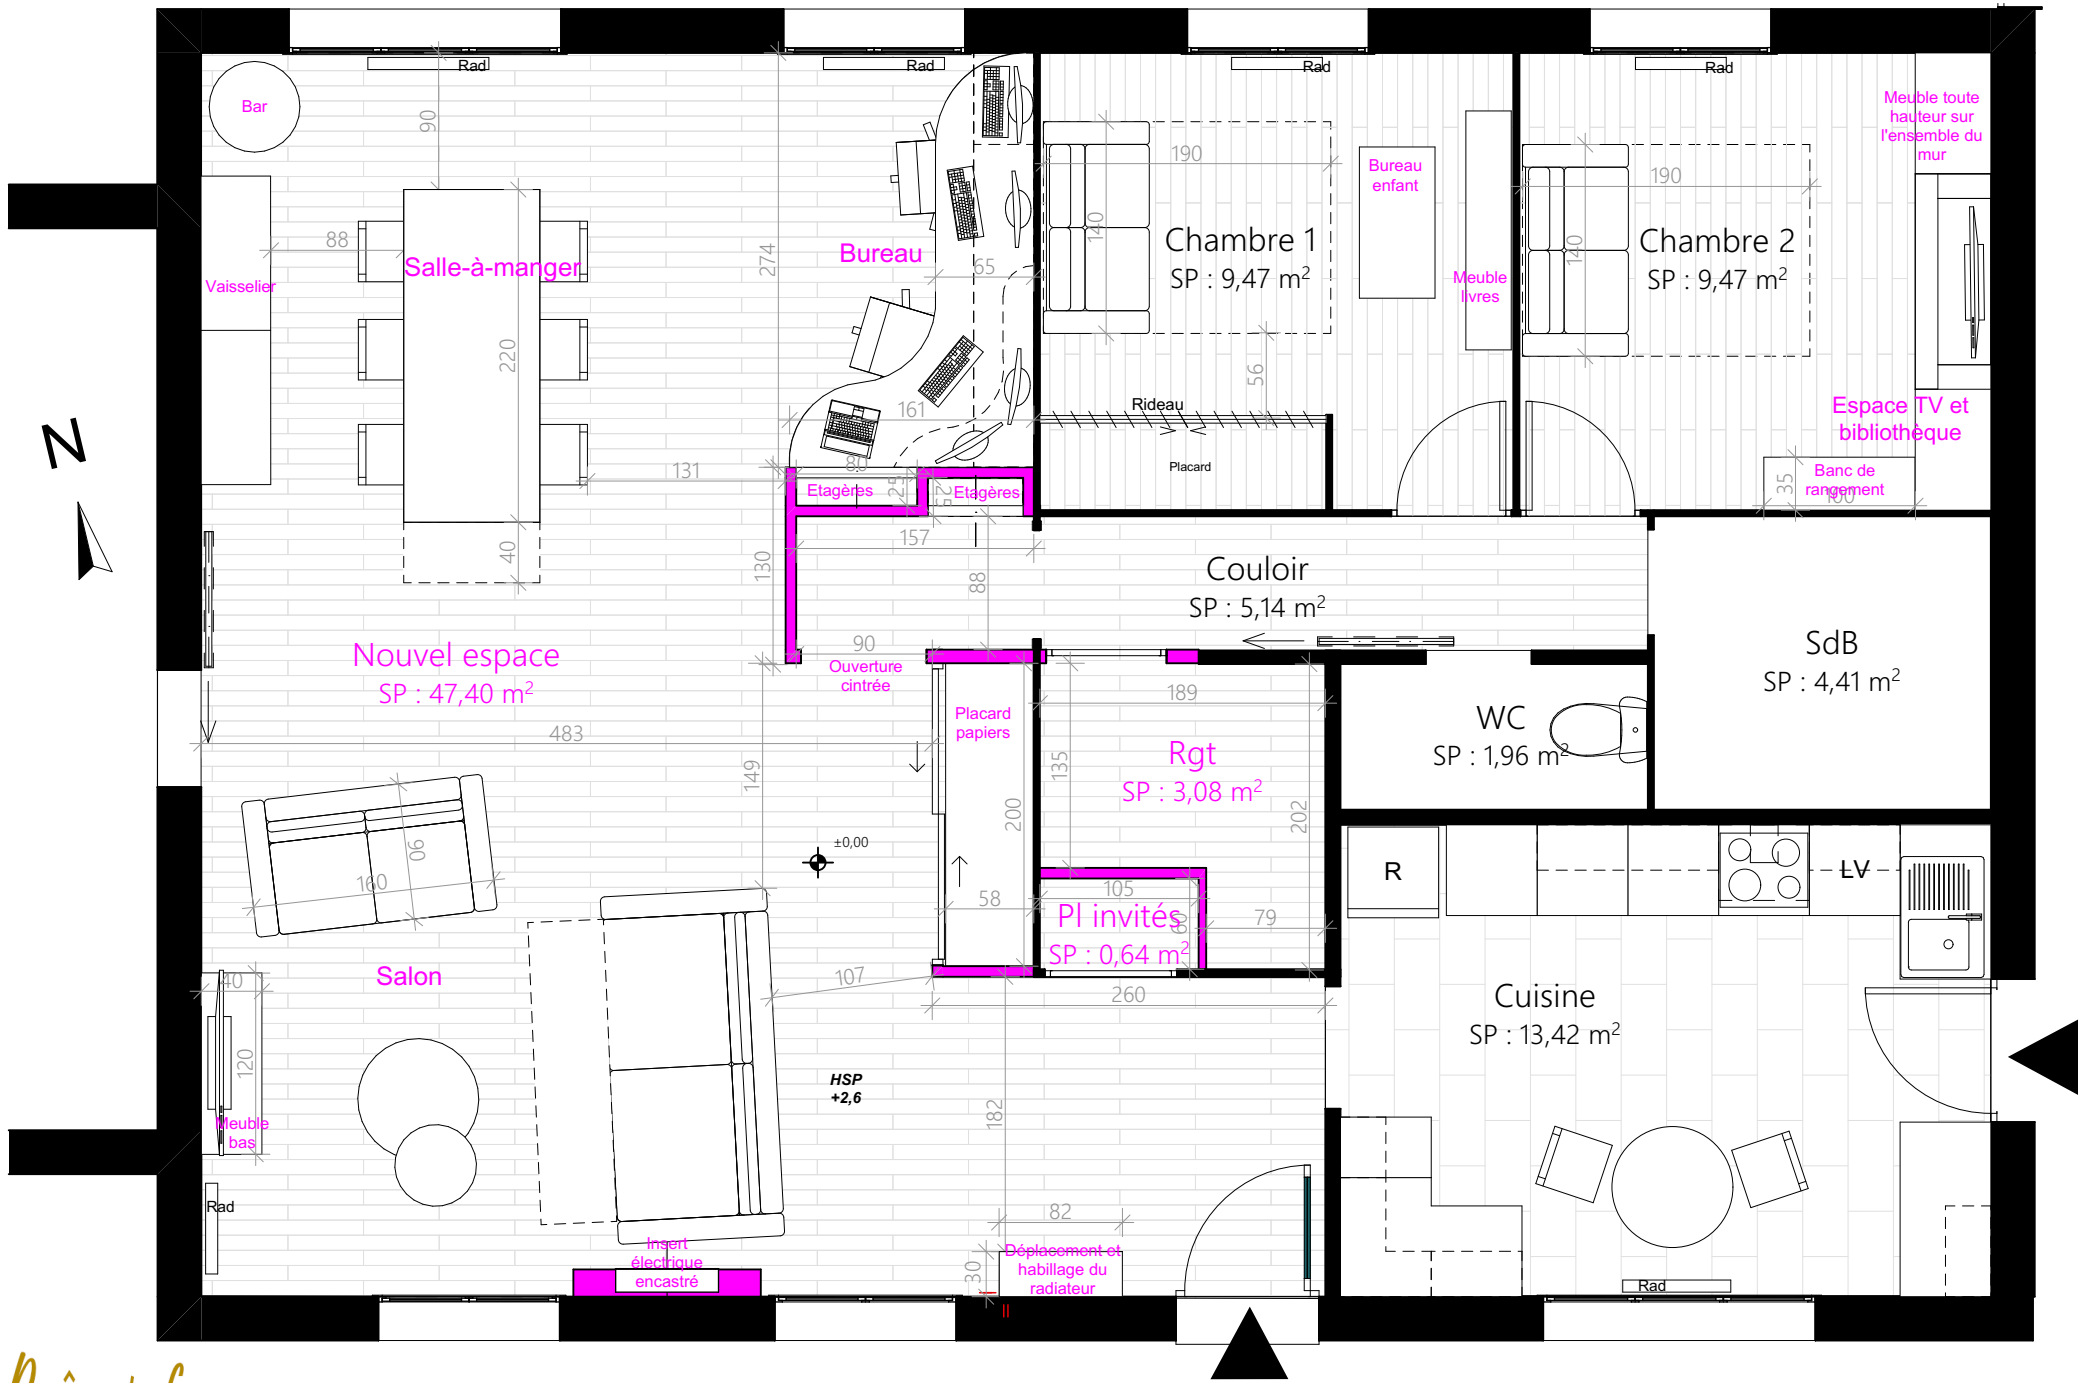 Rad
Rad
Rad
Rad
Bar
90
274
Meuble toute
hauteur sur
l'ensemble du
mur
190
Bureau
enfant
190
140
140
88
Salle-à-manger
Bureau
65
Chambre 1
SP : 9,47 m²
Chambre 2
SP : 9,47 m²
Vaisselier
Meuble
livres
220
56
N
161
Rideau
Placard
Espace TV et
bibliothèque
131
80
Etagères
25
25
Etagères
Banc de
rangement
35
160
40
130
157
88
Couloir
SP : 5,14 m²
Nouvel espace
SP : 47,40 m²
90
Ouverture
cintrée
SdB
SP : 4,41 m²
483
149
Placard
papiers
189
135
Rgt
SP : 3,08 m²
WC
SP : 1,96 m²
200
202
±0,00
90
160
58
105
Pl invités
SP : 0,64 m²
60
79
R
LV
Salon
40
107
260
Cuisine
SP : 13,42 m²
120
HSP
+2,6
182
Meuble
bas
Rad
82
Insert
électrique
encastré
30
Déplacement et
habillage du
radiateur
Rad